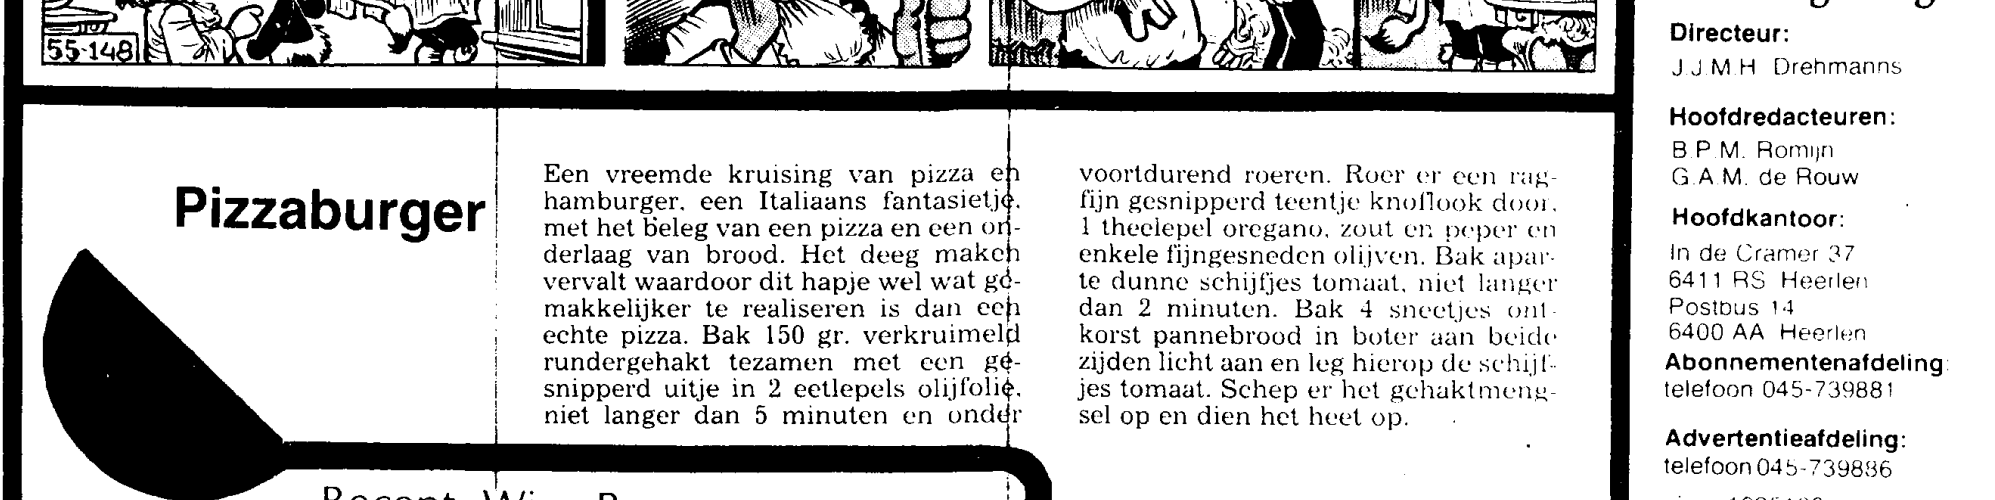 55-148
Pizzaburger
Een vreemde kruising van pizza en
hamburger, een Italiaans fantasietje,
met het beleg van een pizza en een on-
derlaag van brood. Het deeg maken
vervalt waardoor dit hapje wel wat ge-
makkelijker te realiseren is dan een
echte pizza. Bak 150 gr. verkruimeld
rundergehakt tezamen met een ge-
snipperd uitje in 2 eetlepels olijfolie,
niet langer dan 5 minuten en onder
voortdurend roeren. Roer er een rag-
fijn gesnipperd teentje knoflook door,
1 theelepel oregano, zout en peper en
enkele fijngesneden olijven. Bak apar-
te dunne schijfjes tomaat, niet langer
dan 2 minuten. Bak 4 sneetjes ont-
korst pannebrood in boter aan beide
zijden licht aan en leg hierop de schijf-
jes tomaat. Schep er het gehaktmeng-
sel op en dien het heet op.
Directeur:
J.J.M.H. Drehmanns
Hoofdredacteuren:
B.P.M. Romijn
G.A.M. de Rouw
Hoofdkantoor:
In de Cramer 37
6411 RS Heerlen
Postbus 14
6400 AA Heerlen
Abonnementenafdeling:
telefoon 045-739881
Advertentieafdeling:
telefoon 045-739886